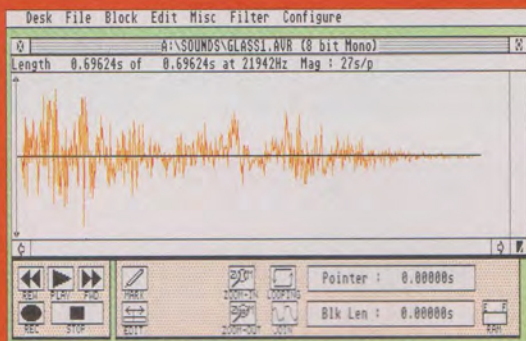 Desk File Block Edit Misc Filter Configure
A:\SOUNDS\GLASS1.AVR (8 bit Mono)
Length 0.69624s of 0.69624s at 21942Hz Mag : 27s/p
REW PLAY FWD MARK ZOOM-IN LOOPING Pointer : 0.00000s
REC STOP EDIT ZOOM-OUT JOIN Blk Len : 0.00000s RAM